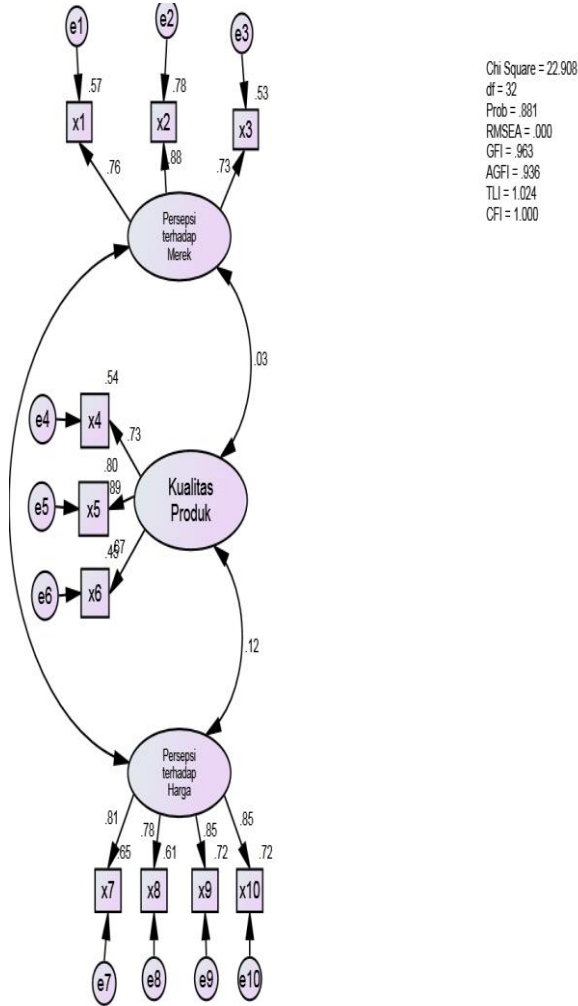 e1
e2
e3
.57
.78
.53
x1
x2
x3
.76
.88
.73
Chi Square = 22.908
df = 32
Prob = .881
RMSEA = .000
GFI = .963
AGFI = .936
TLI = 1.024
CFI = 1.000
Persepsi
terhadap
Merek
.03
.54
e4
x4
.73
.80
.89
e5
x5
Kualitas
Produk
.67
e6
x6
.12
Persepsi
terhadap
Harga
.81
.78
.85
.85
.65
.61
.72
.72
x7
x8
x9
x10
e7
e8
e9
e10